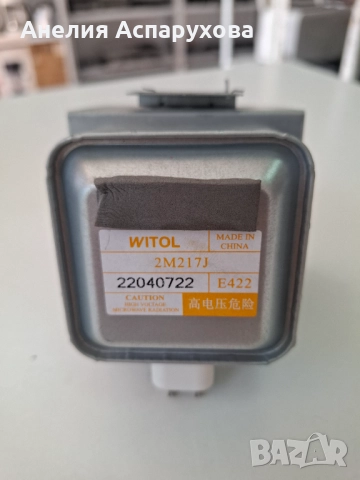 Анелия Аспарухова
WITOL
MADE IN
CHINA
2M217J
22040722
E422
CAUTION
HIGH VOLTAGE
MICROWAVE RADIATION
高电压危险
BAZAR
bg